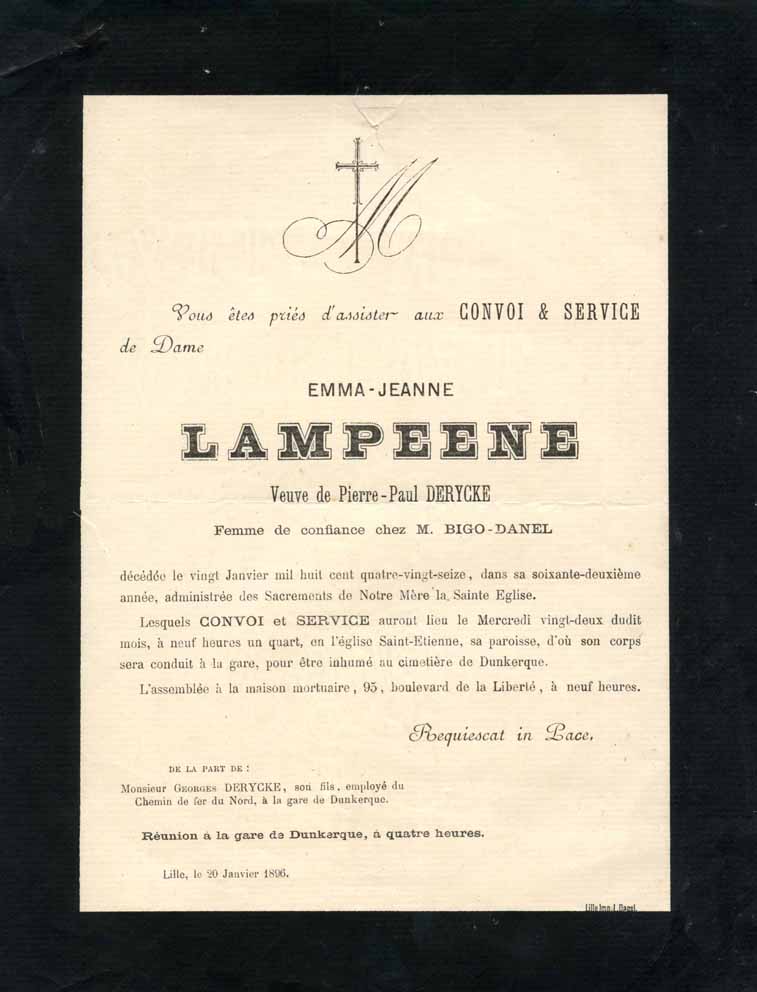 M
Vous êtes priés d'assister aux CONVOI & SERVICE
de Dame
EMMA-JEANNE
LAMPEENE
Veuve de Pierre-Paul DERYCKE
Femme de confiance chez M. BIGO-DANEL
décédée le vingt Janvier mil huit cent quatre-vingt-seize, dans sa soixante-deuxième
année, administrée des Sacrements de Notre Mère la Sainte Eglise.
Lesquels CONVOI et SERVICE auront lieu le Mercredi vingt-deux dudit
mois, à neuf heures un quart, en l'église Saint-Etienne, sa paroisse, d'où son corps
sera conduit à la gare, pour être inhumé au cimetière de Dunkerque.
L'assemblée à la maison mortuaire, 95, boulevard de la Liberté, à neuf heures.
Requiescat in Pace.
DE LA PART DE :
Monsieur GEORGES DERYCKE, son fils, employé du
Chemin de fer du Nord, à la gare de Dunkerque.
Réunion à la gare de Dunkerque, à quatre heures.
Lille, le 20 Janvier 1896.
Lille Imp. L. Danel.